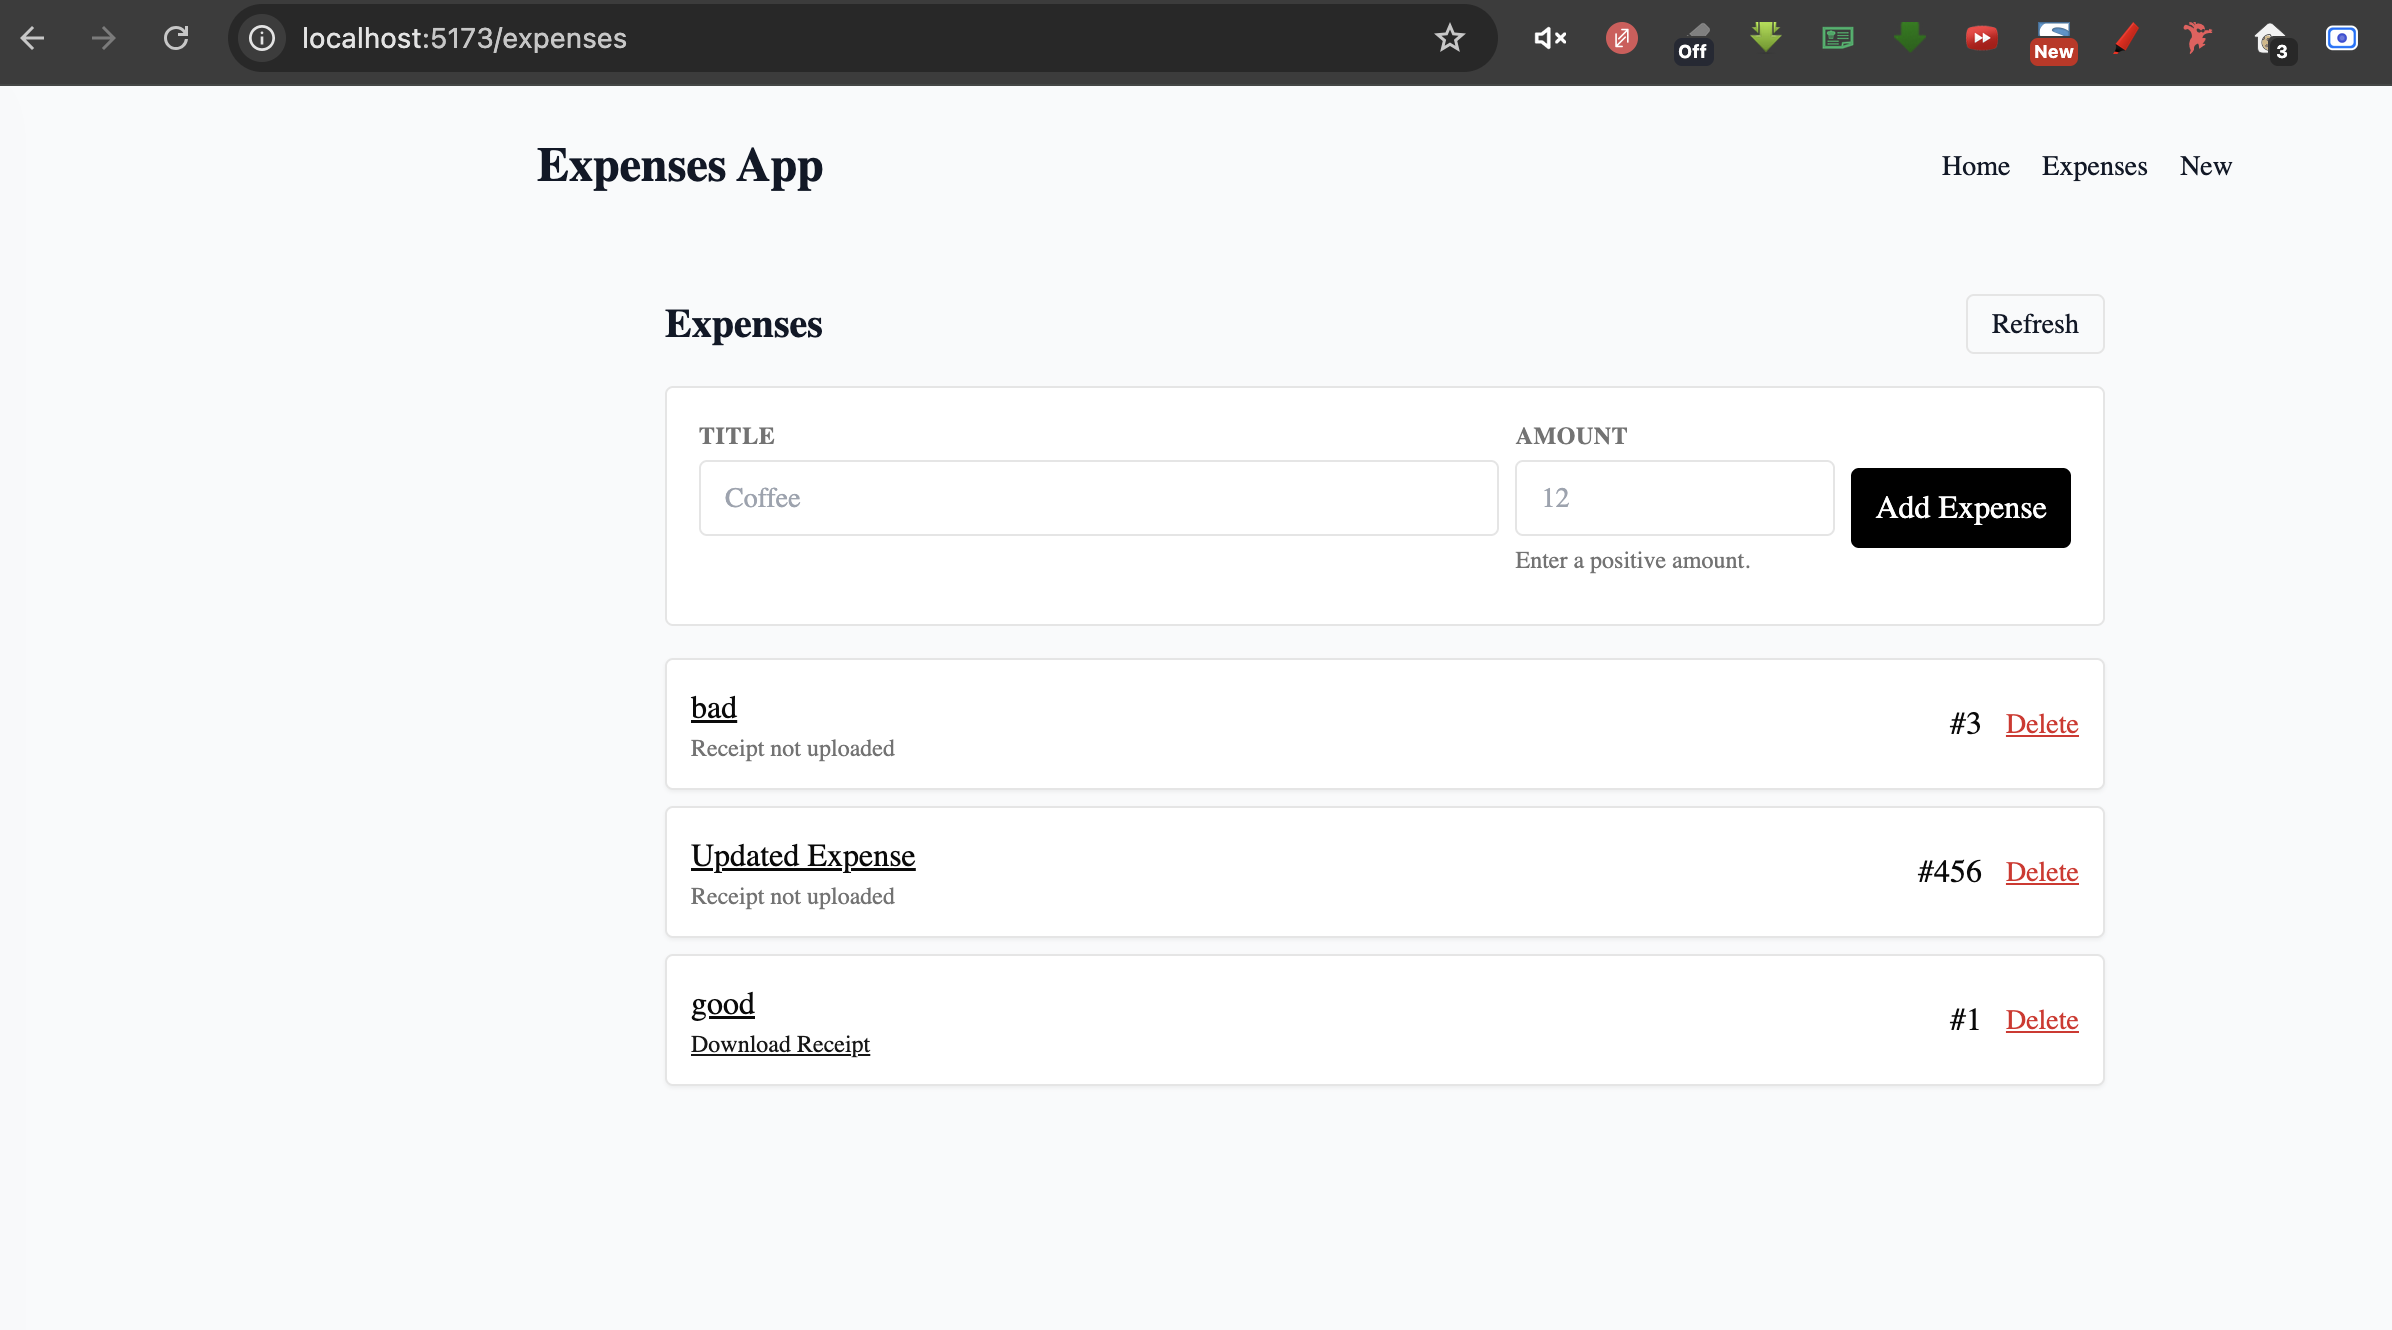 localhost:5173/expenses
Off
New
3
Expenses App
Home Expenses New
Expenses
Refresh
TITLE
AMOUNT
Coffee
12
Add Expense
Enter a positive amount.
bad
Receipt not uploaded
#3 Delete
Updated Expense
Receipt not uploaded
#456 Delete
good
Download Receipt
#1 Delete